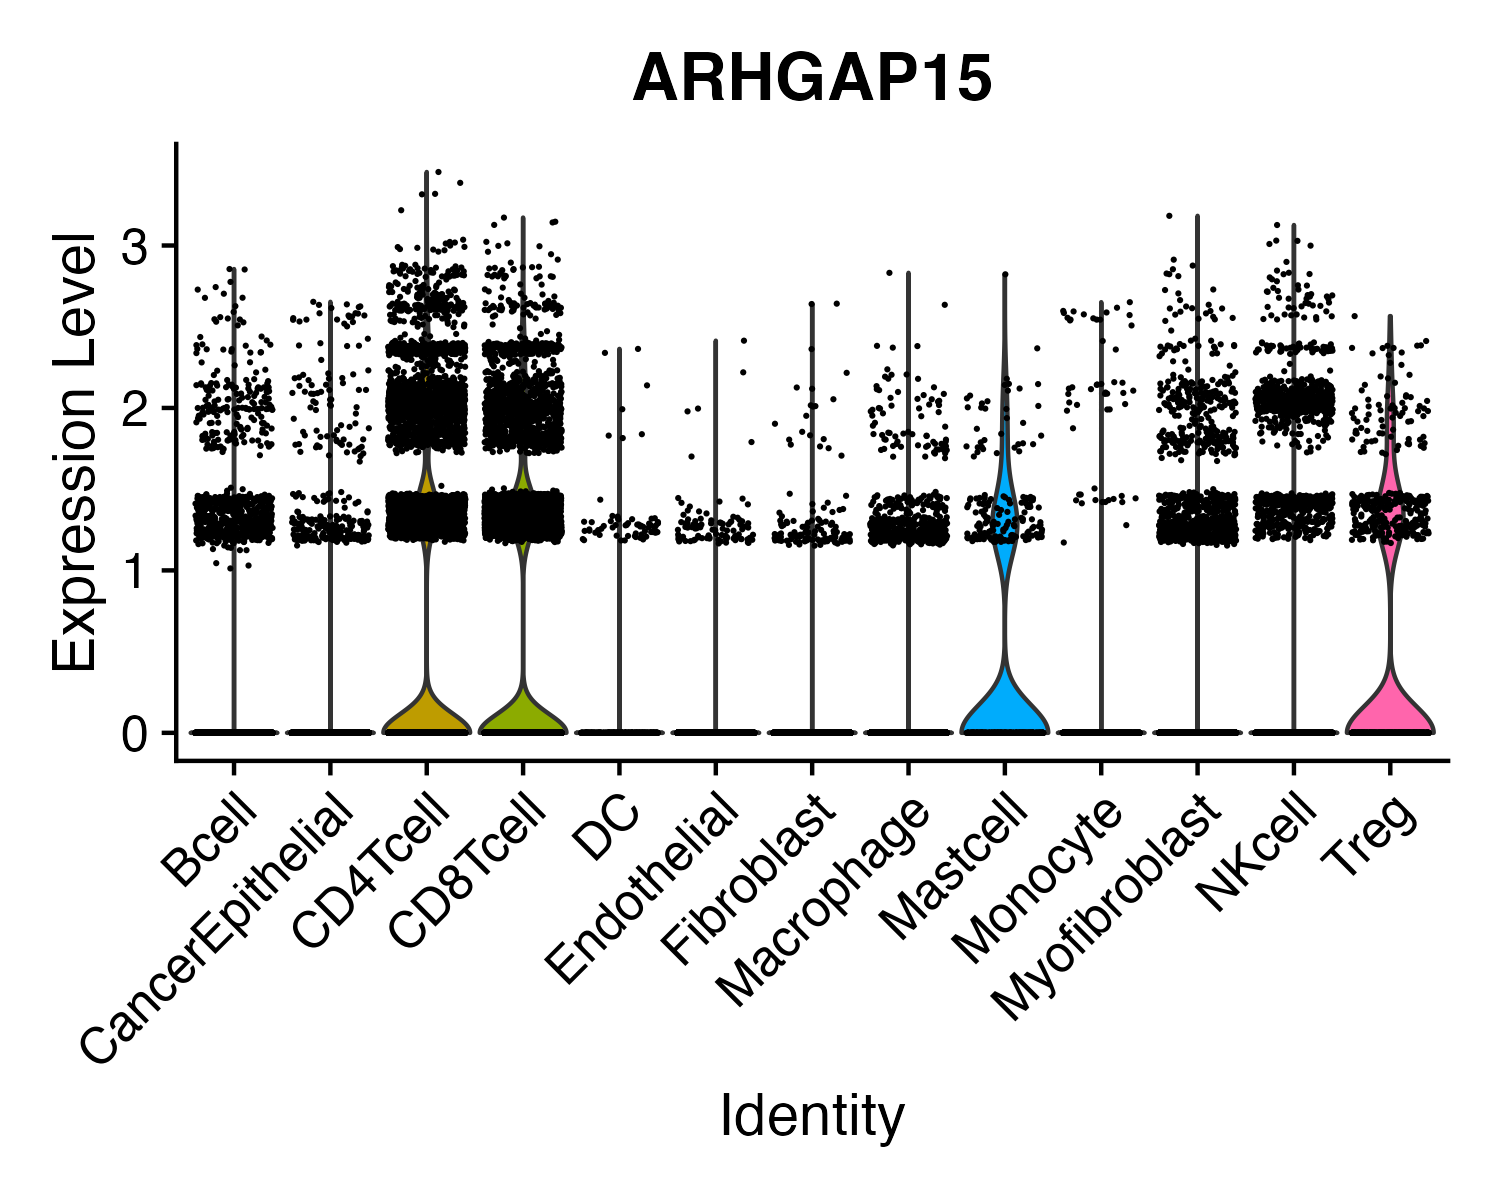 ARHGAP15
Expression Level
3
2
1
0
Bcell
CancerEpithelial
CD4Tcell
CD8Tcell
DC
Endothelial
Fibroblast
Macrophage
Mastcell
Monocyte
Myofibroblast
NKcell
Treg
Identity